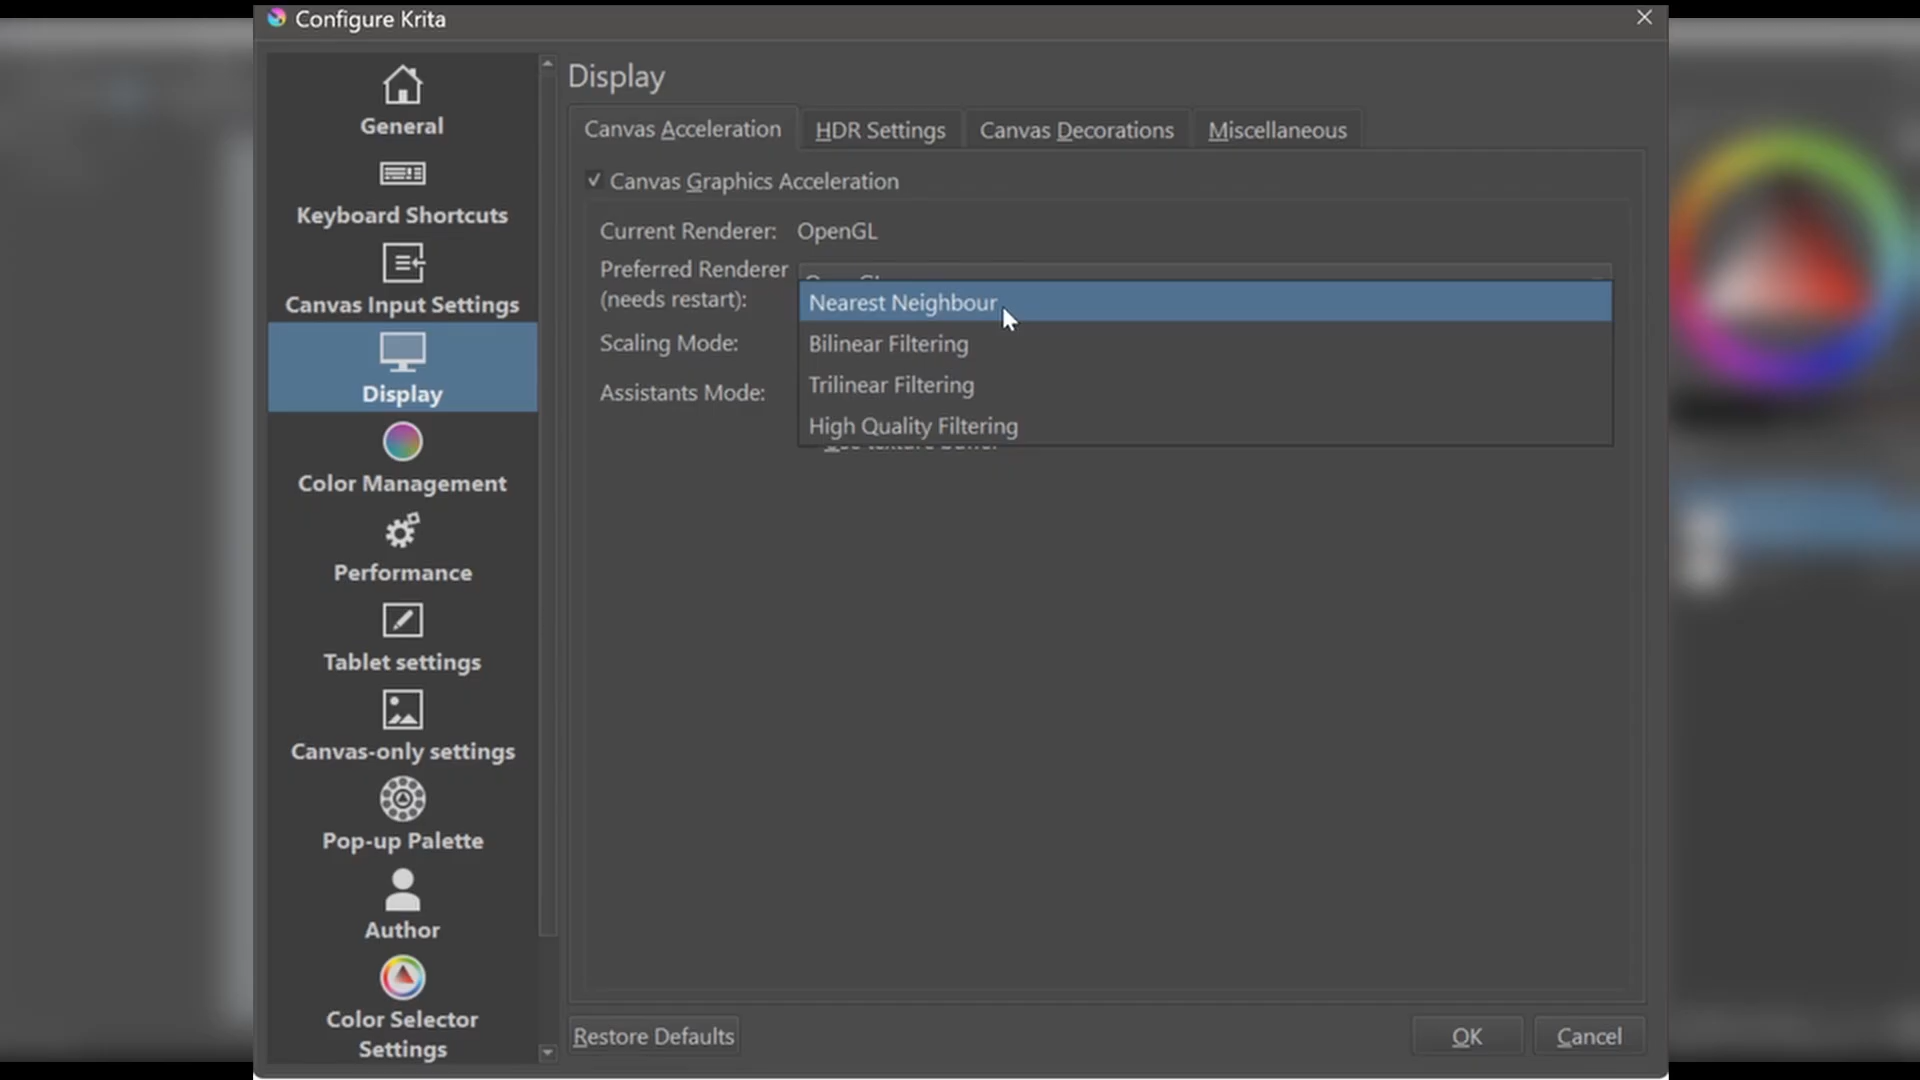 Configure Krita
General
Keyboard Shortcuts
Canvas Input Settings
Display
Color Management
Performance
Tablet settings
Canvas-only settings
Pop-up Palette
Author
Color Selector
Settings
Display
Canvas Acceleration
HDR Settings
Canvas Decorations
Miscellaneous
✓ Canvas Graphics Acceleration
Current Renderer: OpenGL
Preferred Renderer
(needs restart):
Scaling Mode:
Assistants Mode:
Nearest Neighbour
Bilinear Filtering
Trilinear Filtering
High Quality Filtering
Restore Defaults
OK
Cancel